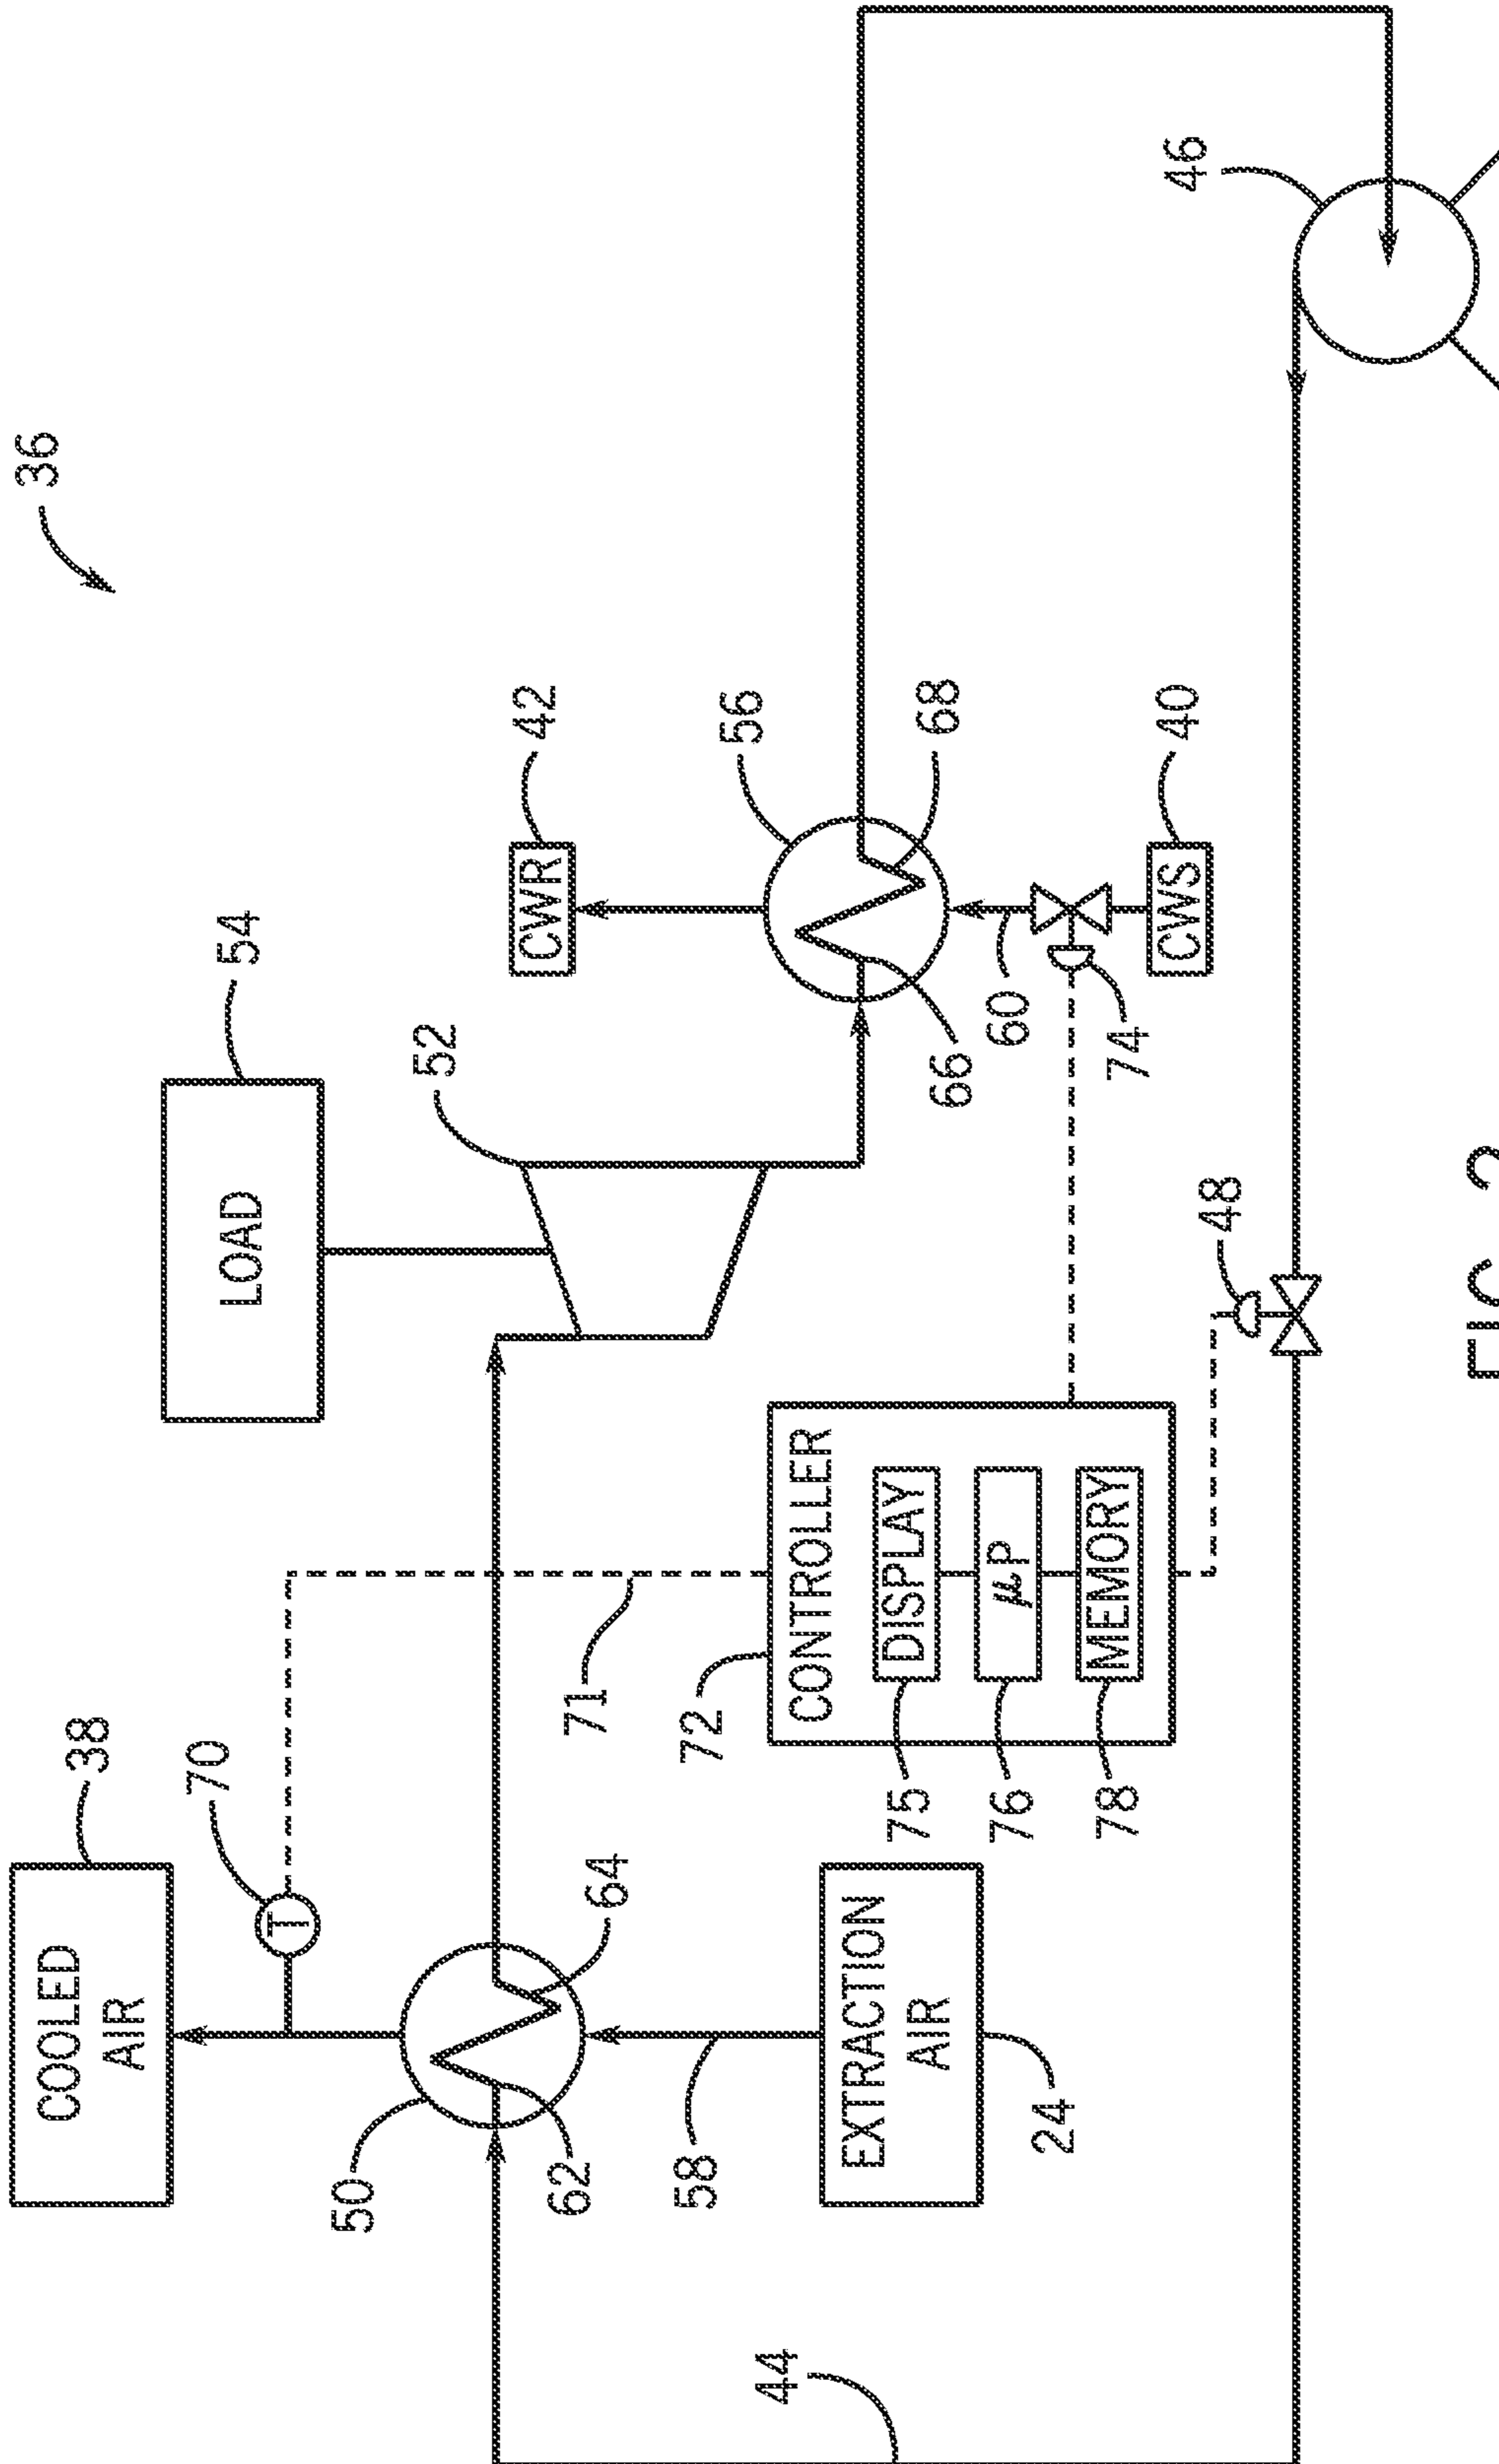 36
COOLED
AIR
38
70
54
LOAD
T
50
52
42
CWR
62
71
64
58
72
56
44
CONTROLLER
EXTRACTION
AIR
75
DISPLAY
68
66
60
76
μP
24
78
MEMORY
74
40
CWS
46
48